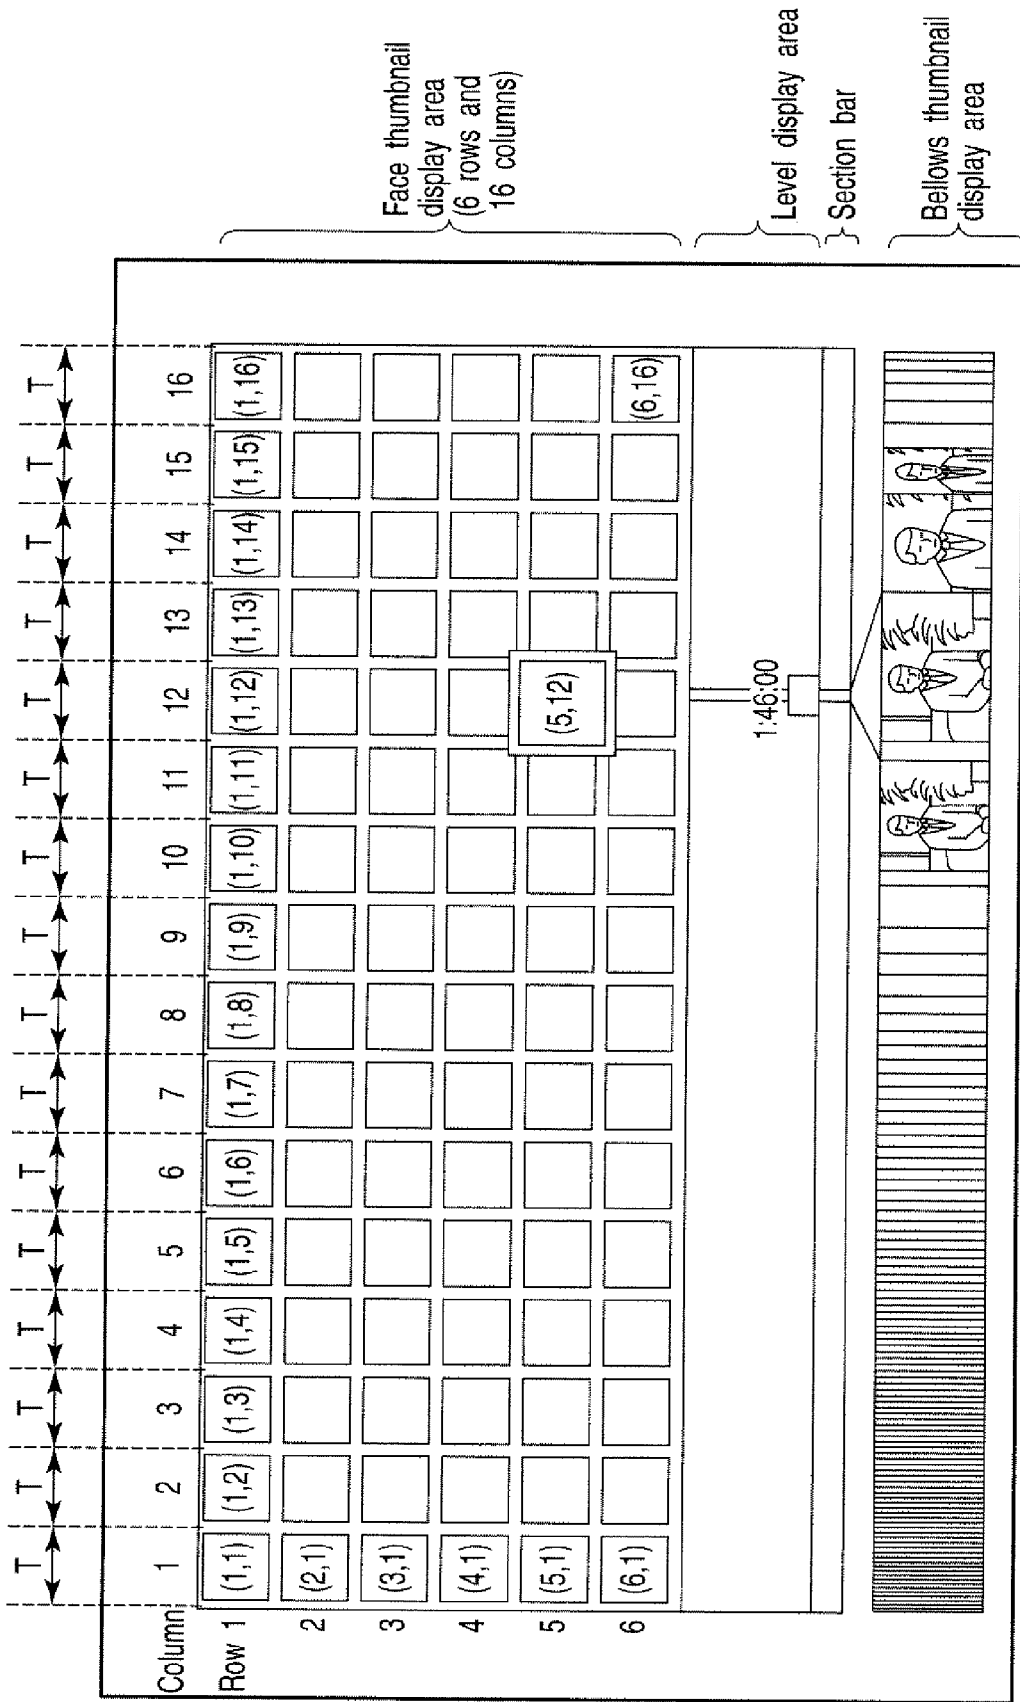 T T T T T T T T T T T T T T T T
Column 1 2 3 4 5 6 7 8 9 10 11 12 13 14 15 16
Row 1 (1,1) (1,2) (1,3) (1,4) (1,5) (1,6) (1,7) (1,8) (1,9) (1,10) (1,11) (1,12) (1,13) (1,14) (1,15) (1,16)
2 (2,1)
3 (3,1)
4 (4,1)
5 (5,1) (5,12)
6 (6,1) (6,16)
Face thumbnail
display area
(6 rows and
16 columns)
1:46:00
Level display area
Section bar
Bellows thumbnail
display area